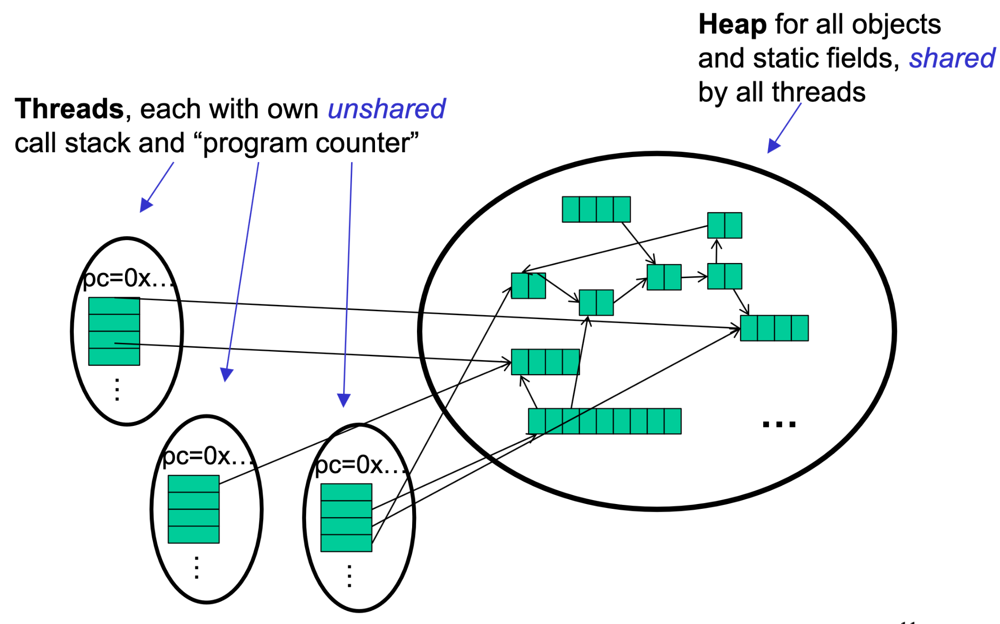 Heap for all objects
and static fields, shared
by all threads
Threads, each with own unshared
call stack and “program counter”
pc=0x…
pc=0x…
pc=0x…
…